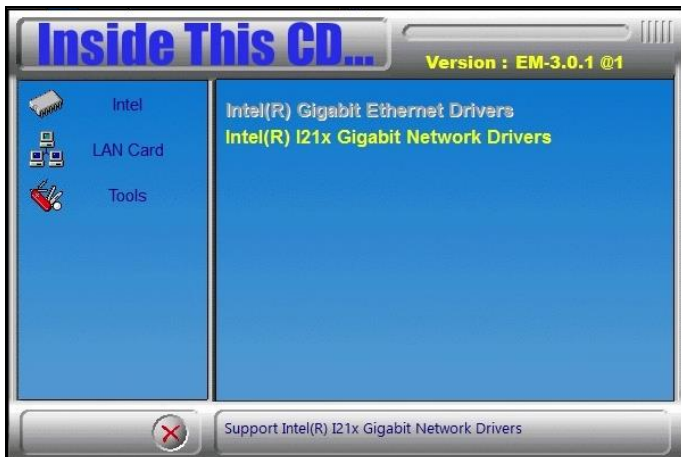 Inside This CD...
Version : EM-3.0.1 @1
Intel
LAN Card
Tools
Intel(R) Gigabit Ethernet Drivers
Intel(R) I21x Gigabit Network Drivers
Support Intel(R) I21x Gigabit Network Drivers